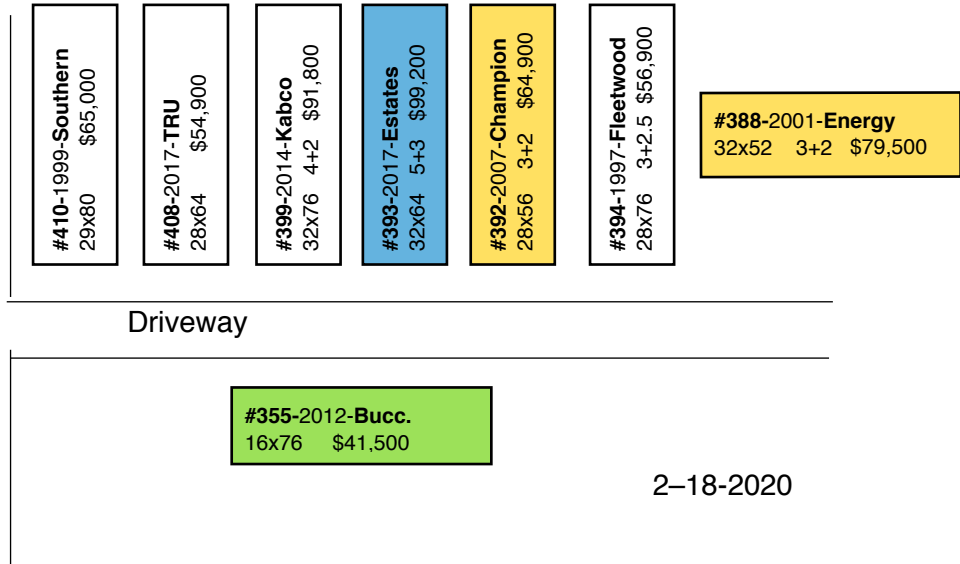 #410-1999-Southern
29x80 $65,000
#408-2017-TRU
28x64 $54,900
#399-2014-Kabco
32x76 4+2 $91,800
#393-2017-Estates
32x64 5+3 $99,200
#392-2007-Champion
28x56 3+2 $64,900
#394-1997-Fleetwood
28x76 3+2.5 $56,900
#388-2001-Energy
32x52 3+2 $79,500
Driveway
#355-2012-Bucc.
16x76 $41,500
2–18-2020